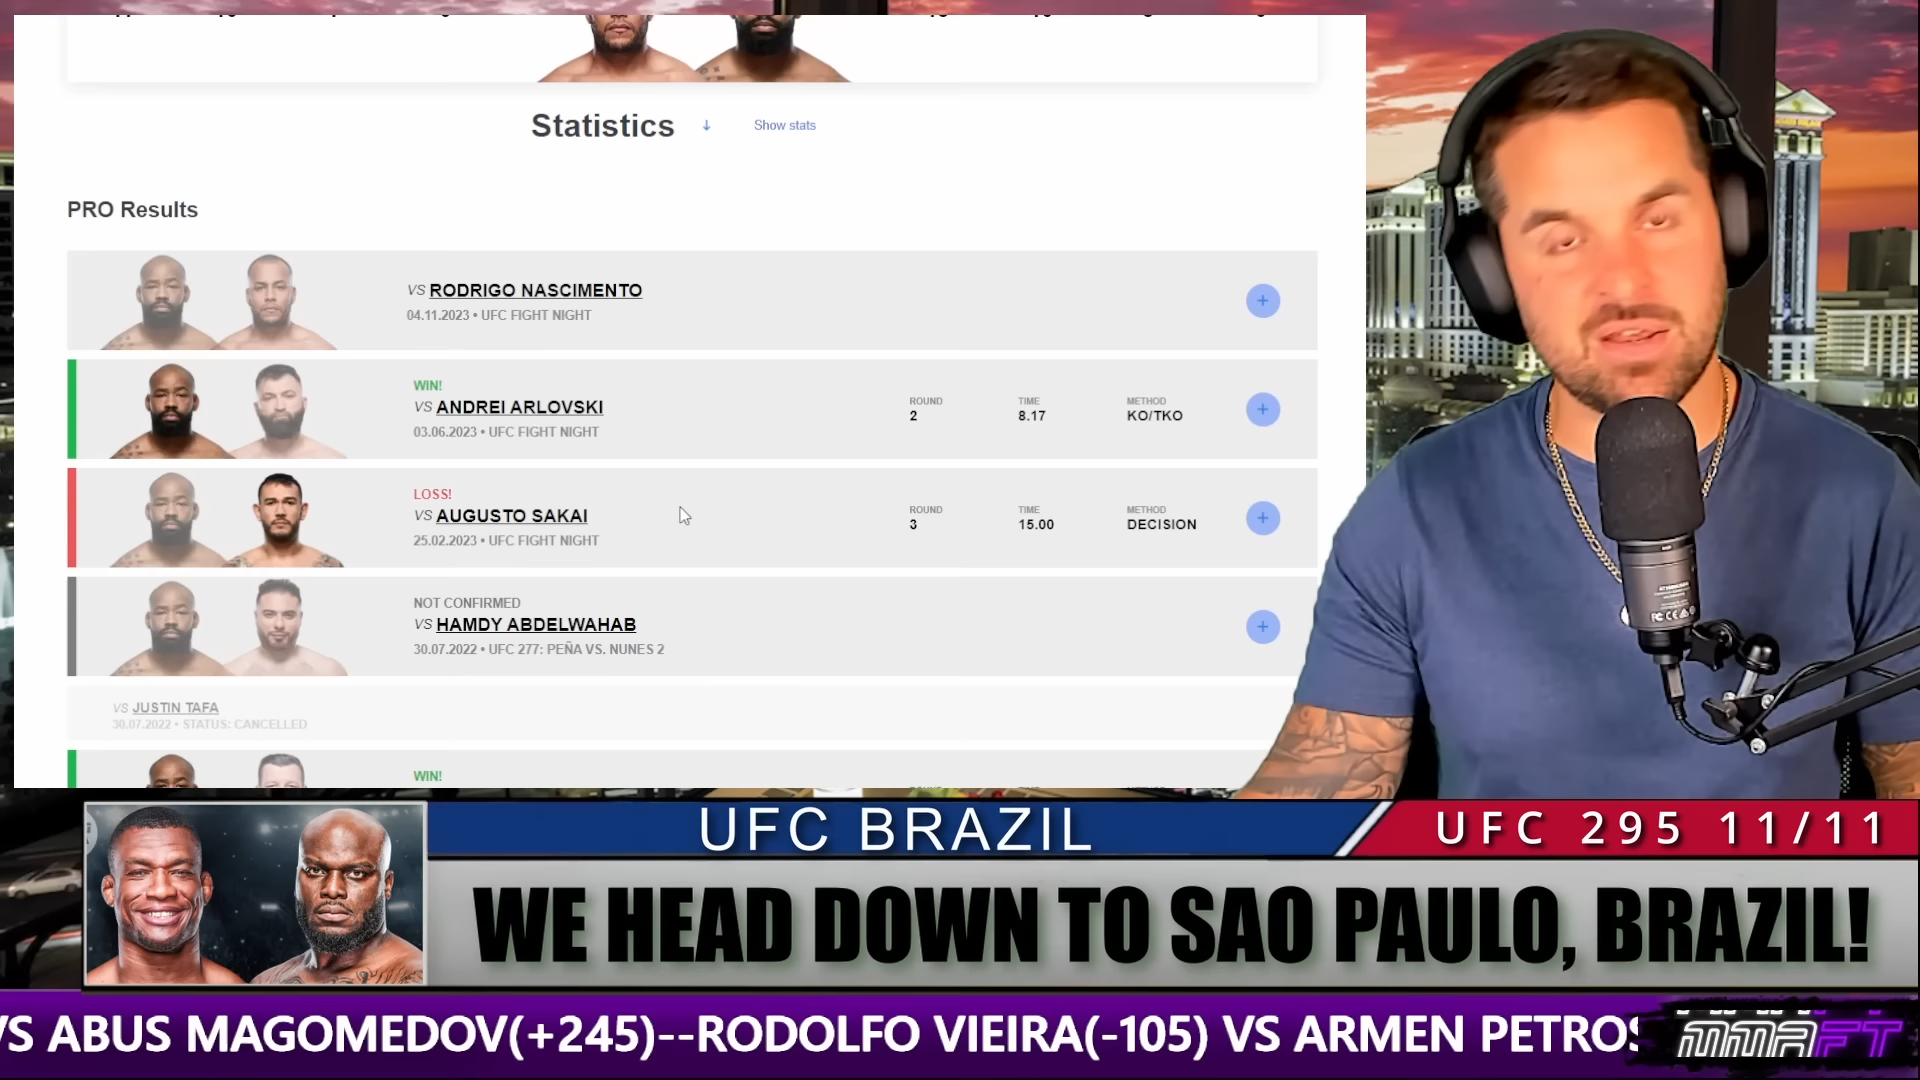 Statistics ↓ Show stats
PRO Results
VS RODRIGO NASCIMENTO
04.11.2023 • UFC FIGHT NIGHT
+
WIN!
VS ANDREI ARLOVSKI
03.06.2023 • UFC FIGHT NIGHT
ROUND TIME METHOD
2 8.17 KO/TKO
+
LOSS!
VS AUGUSTO SAKAI
25.02.2023 • UFC FIGHT NIGHT
ROUND TIME METHOD
3 15.00 DECISION
+
NOT CONFIRMED
VS HAMDY ABDELWAHAB
30.07.2022 • UFC 277: PEÑA VS. NUNES 2
+
VS JUSTIN TAFA
30.07.2022 • STATUS: CANCELLED
WIN!
UFC BRAZIL
UFC 295 11/11
WE HEAD DOWN TO SAO PAULO, BRAZIL!
VS ABUS MAGOMEDOV(+245)--RODOLFO VIEIRA(-105) VS ARMEN PETROS
MMAFT